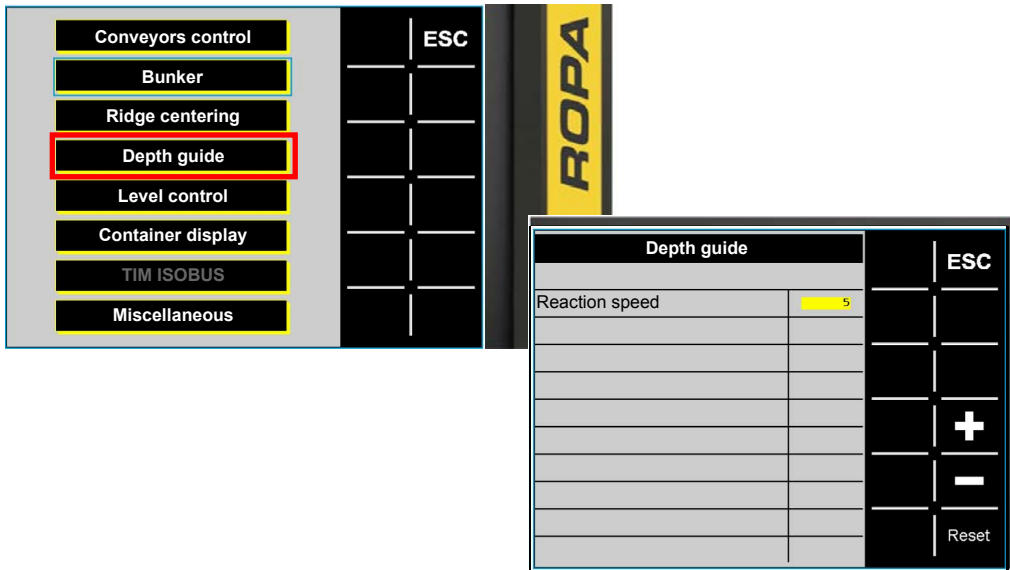 Conveyors control
ESC
Bunker
Ridge centering
Depth guide
Level control
Container display
TIM ISOBUS
Miscellaneous
ROPA
Depth guide
ESC
Reaction speed 5
Reset